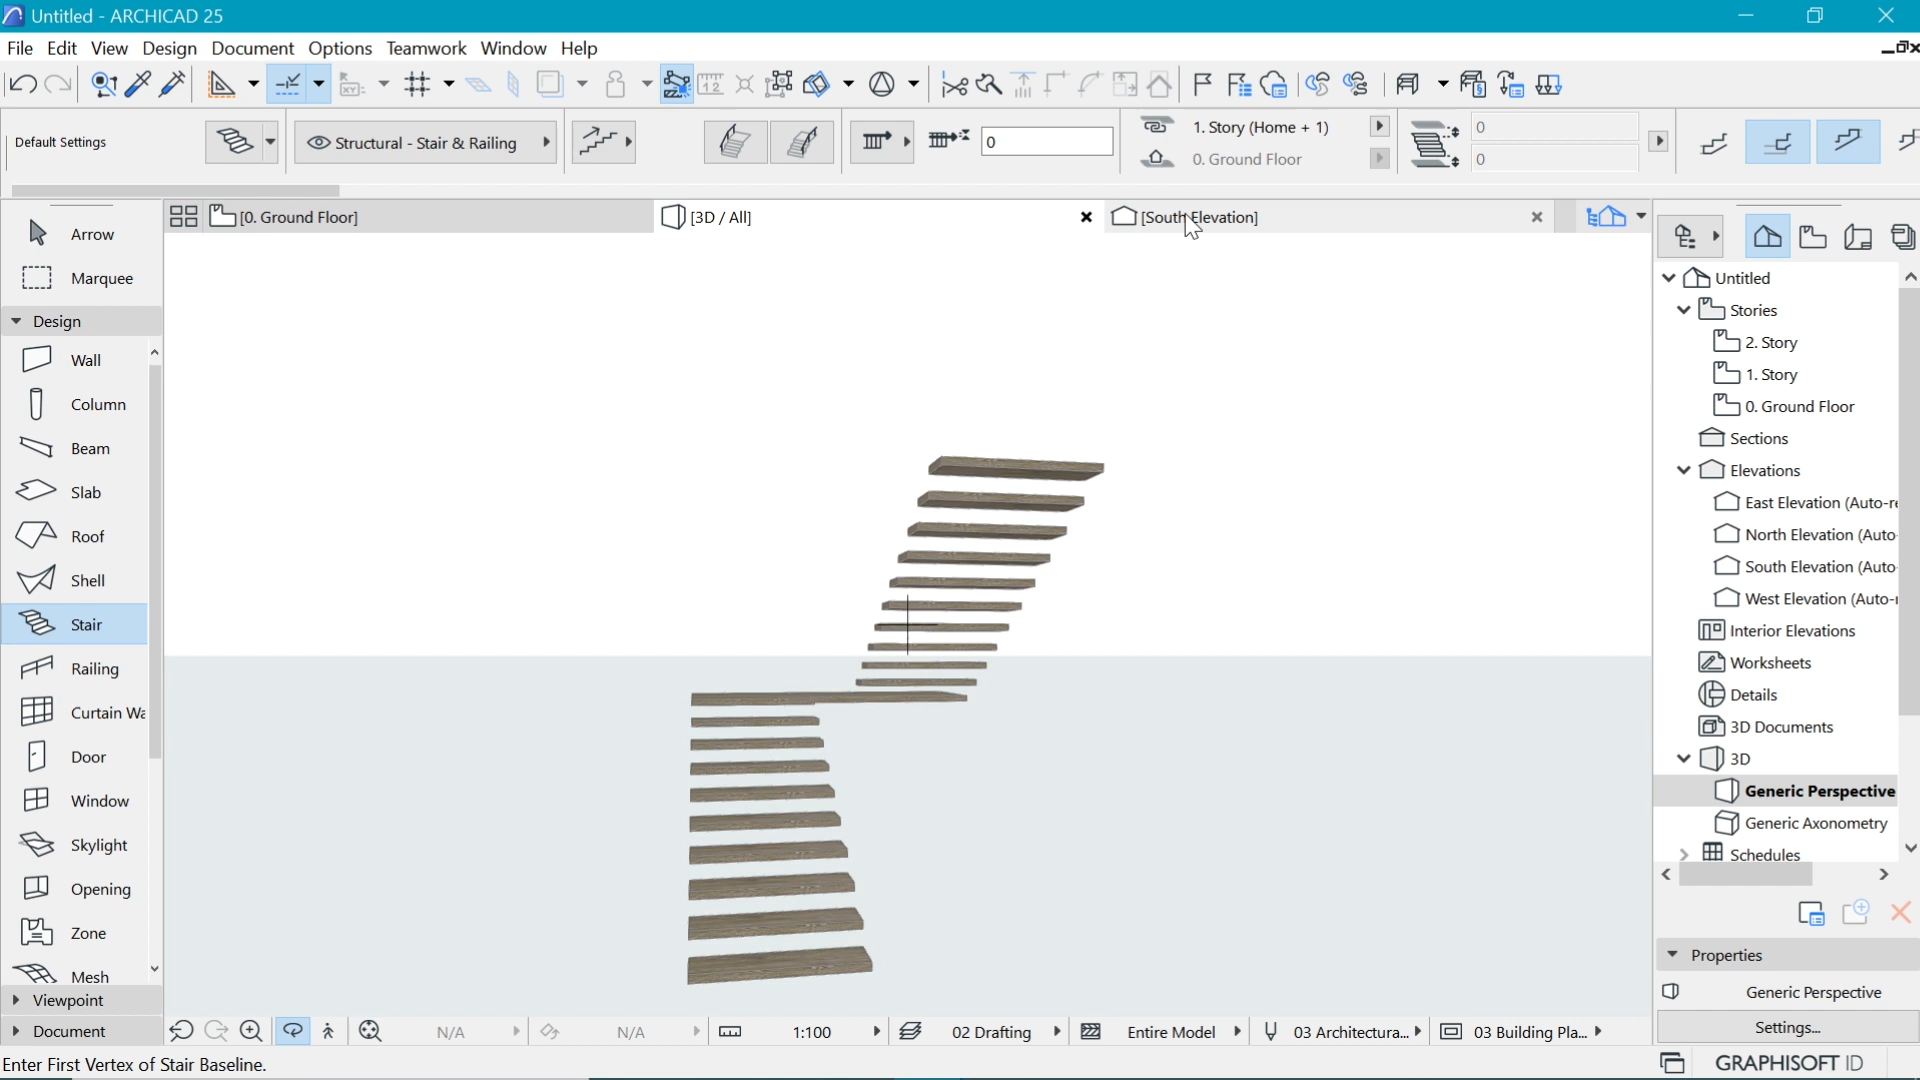 Untitled - ARCHICAD 25
File Edit View Design Document Options Teamwork Window Help
Default Settings
Structural - Stair & Railing
0
1. Story (Home + 1)
0. Ground Floor
0
0
[0. Ground Floor]
[3D / All]
[South Elevation]
Arrow
Marquee
Design
Wall
Column
Beam
Slab
Roof
Shell
Stair
Railing
Curtain Wa
Door
Window
Skylight
Opening
Zone
Mesh
Viewpoint
Document
Untitled
Stories
2. Story
1. Story
0. Ground Floor
Sections
Elevations
East Elevation (Auto-re
North Elevation (Auto-
South Elevation (Auto-
West Elevation (Auto-r
Interior Elevations
Worksheets
Details
3D Documents
3D
Generic Perspective
Generic Axonometry
Schedules
Properties
Generic Perspective
Settings...
N/A
N/A
1:100
02 Drafting
Entire Model
03 Architectura...
03 Building Pla...
Enter First Vertex of Stair Baseline.
GRAPHISOFT ID